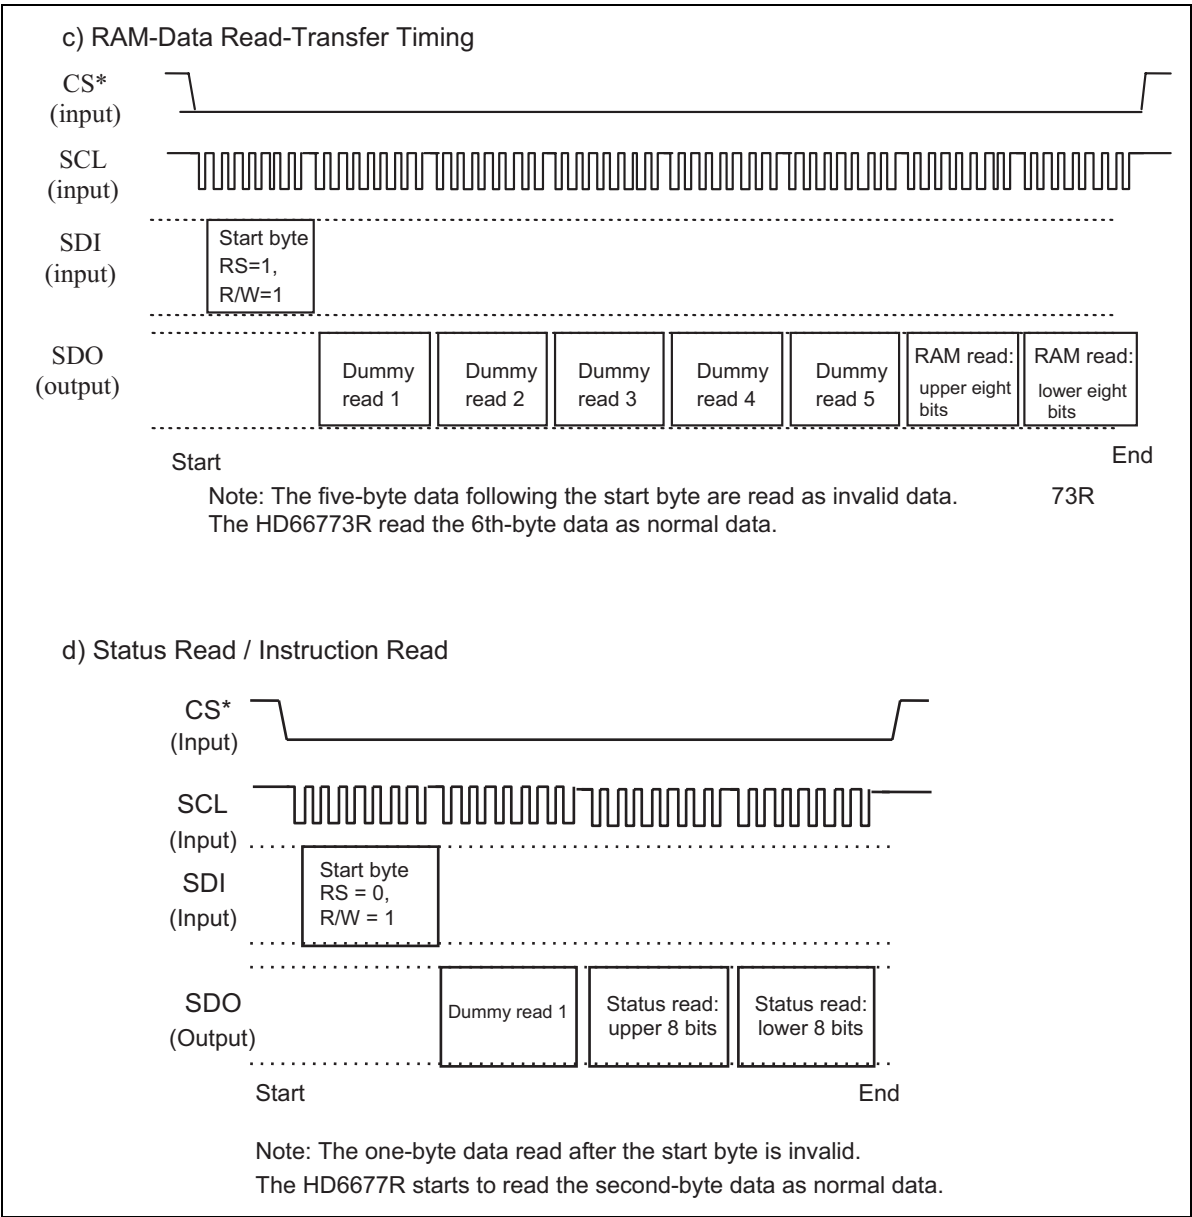 c) RAM-Data Read-Transfer Timing
CS*
(input)
SCL
(input)
SDI
(input)
Start byte
RS=1,
R/W=1
SDO
(output)
Dummy
read 1
Dummy
read 2
Dummy
read 3
Dummy
read 4
Dummy
read 5
RAM read:
upper eight
bits
RAM read:
lower eight
bits
Start
End
Note: The five-byte data following the start byte are read as invalid data.
73R
The HD66773R read the 6th-byte data as normal data.
d) Status Read / Instruction Read
CS*
(Input)
SCL
(Input)
SDI
(Input)
Start byte
RS = 0,
R/W = 1
SDO
(Output)
Dummy read 1
Status read:
upper 8 bits
Status read:
lower 8 bits
Start
End
Note: The one-byte data read after the start byte is invalid.
The HD6677R starts to read the second-byte data as normal data.